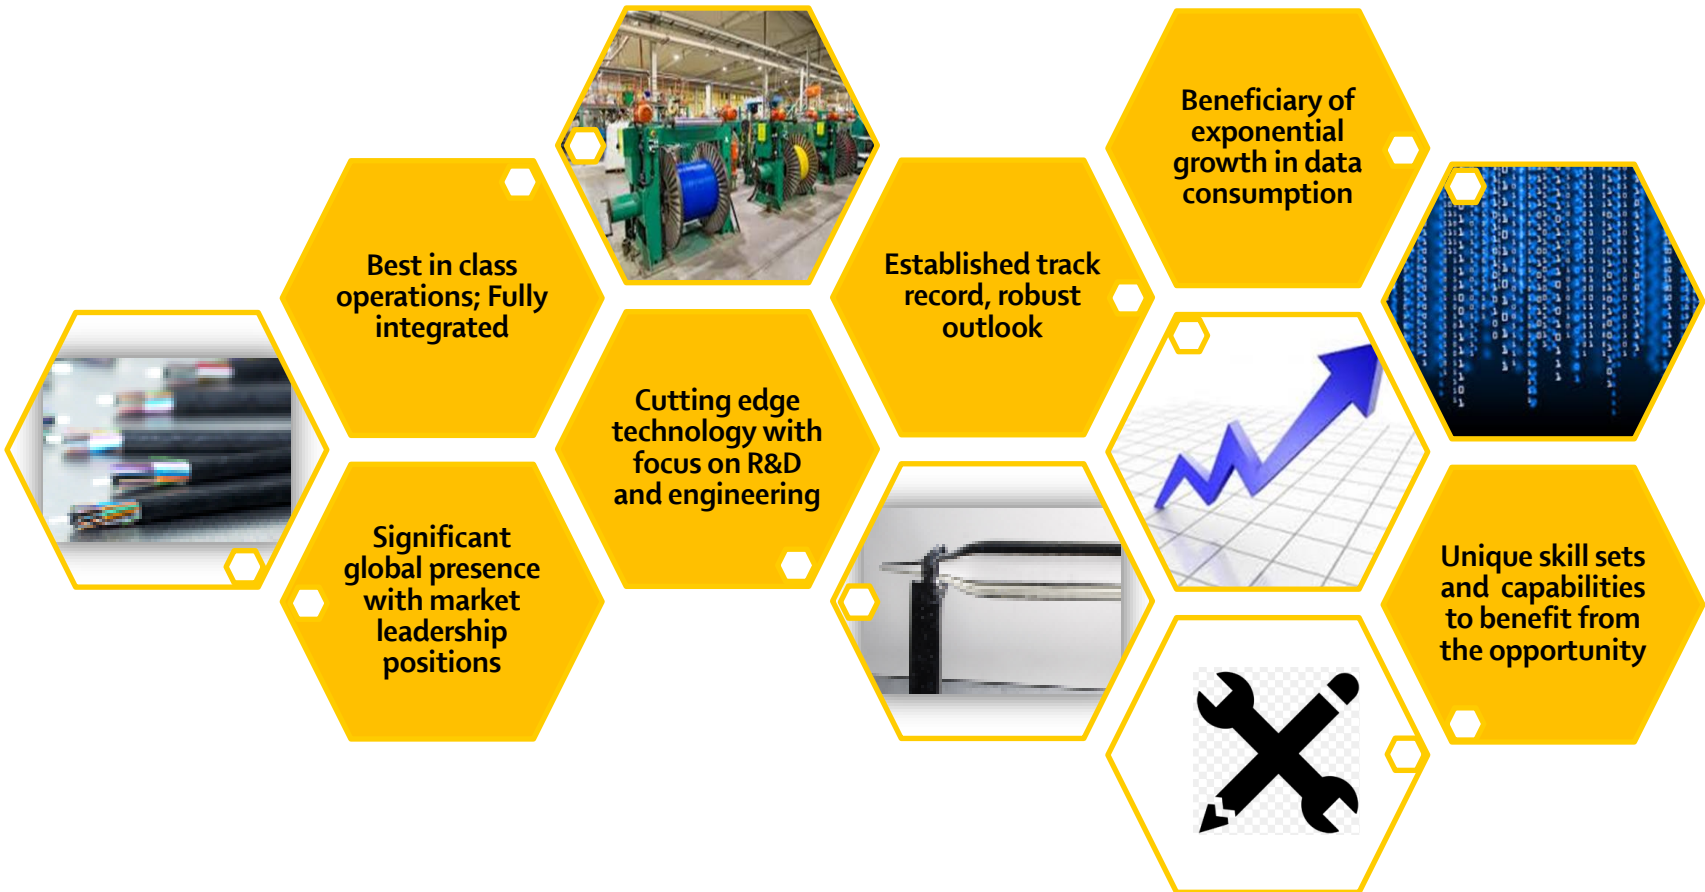 Best in class
operations; Fully
integrated
Significant
global presence
with market
leadership
positions
Cutting edge
technology with
focus on R&D
and engineering
Established track
record, robust
outlook
Beneficiary of
exponential
growth in data
consumption
Unique skill sets
and  capabilities
to benefit from
the opportunity